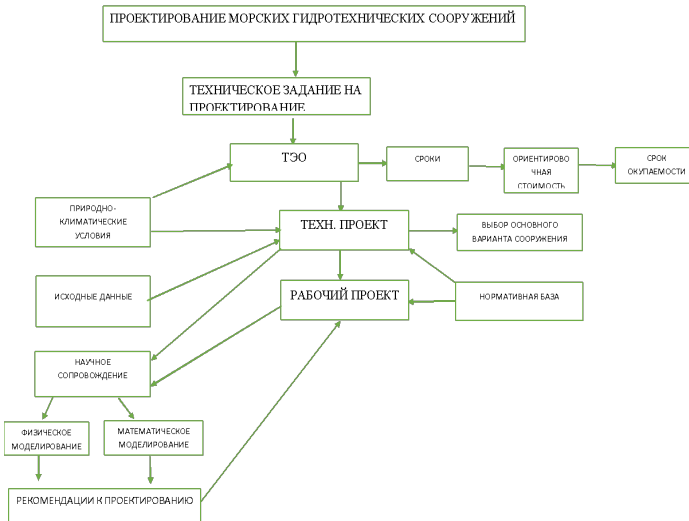 ПРОЕКТИРОВАНИЕ МОРСКИХ ГИДРОТЕХНИЧЕСКИХ СООРУЖЕНИЙ
ТЕХНИЧЕСКОЕ ЗАДАНИЕ НА
ПРОЕКТИРОВАНИЕ
ТЭО
СРОКИ
ОРИЕНТИРОВО
ЧНАЯ
СТОИМОСТЬ
СРОК
ОКУПАЕМОСТИ
ПРИРОДНО-
КЛИМАТИЧЕСКИЕ
УСЛОВИЯ
ТЕХН. ПРОЕКТ
ВЫБОР ОСНОВНОГО
ВАРИАНТА СООРУЖЕНИЯ
ИСХОДНЫЕ ДАННЫЕ
РАБОЧИЙ ПРОЕКТ
НОРМАТИВНАЯ БАЗА
НАУЧНОЕ
СОПРОВОЖДЕНИЕ
ФИЗИЧЕСКОЕ
МОДЕЛИРОВАНИЕ
МАТЕМАТИЧЕСКОЕ
МОДЕЛИРОВАНИЕ
РЕКОМЕНДАЦИИ К ПРОЕКТИРОВАНИЮ